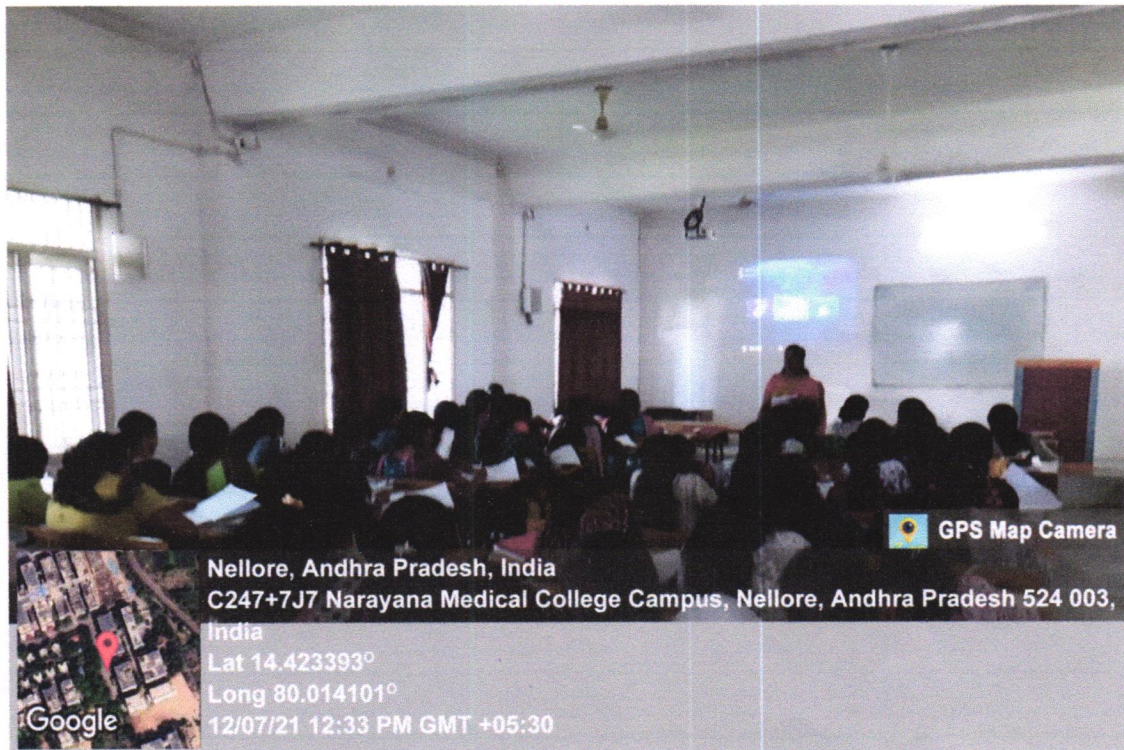 GPS Map Camera
Nellore, Andhra Pradesh, India
C247+7J7 Narayana Medical College Campus, Nellore, Andhra Pradesh 524 003,
India
Lat 14.423393°
Long 80.014101°
12/07/21 12:33 PM GMT +05:30
Google